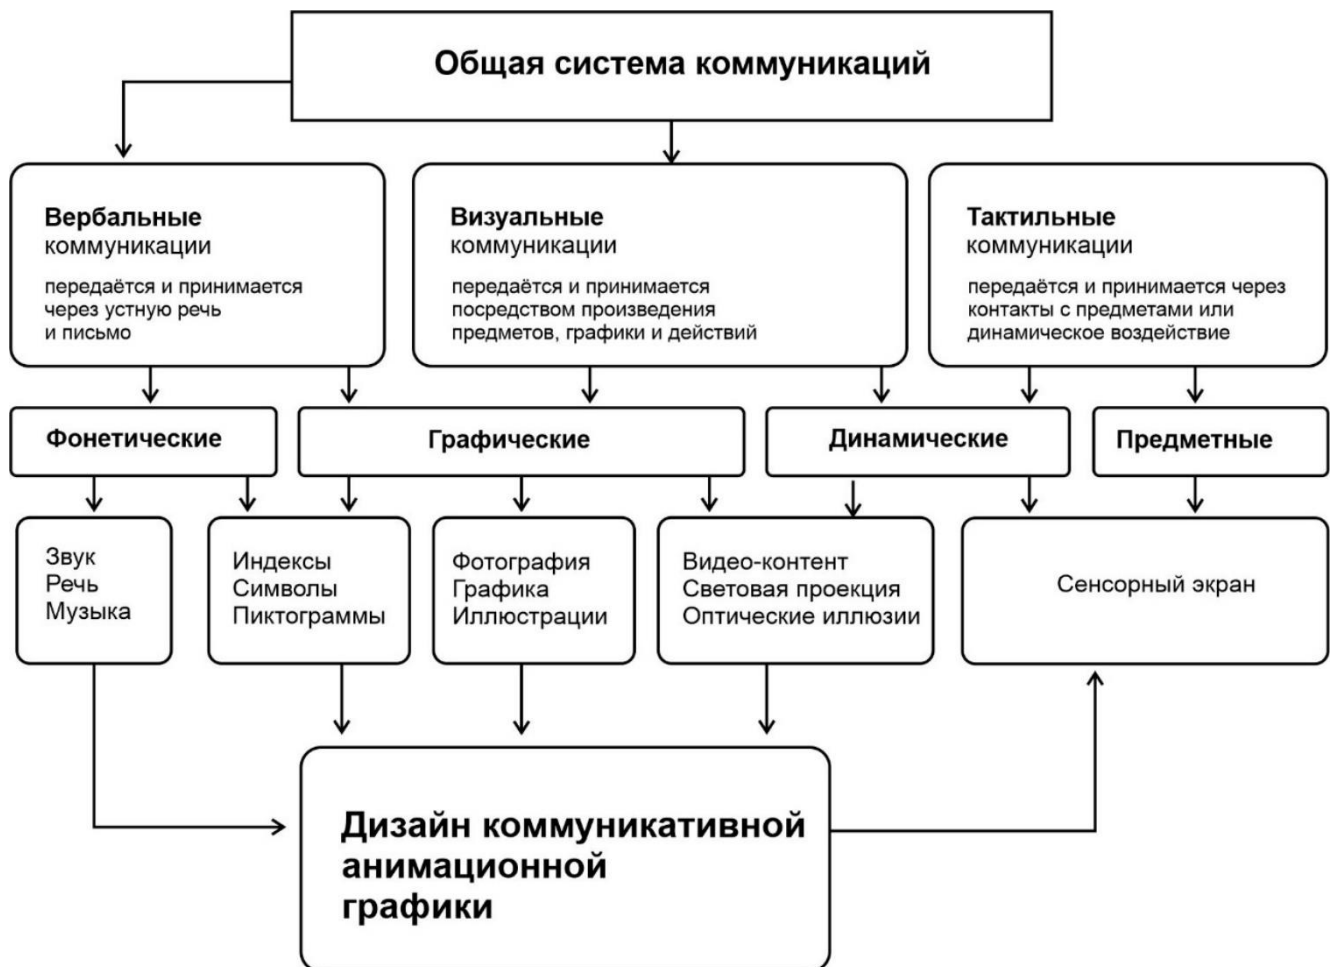 Общая система коммуникаций
Вербальные
коммуникации
передаётся и принимается
через устную речь
и письмо
Визуальные
коммуникации
передаётся и принимается
посредством произведения
предметов, графики и действий
Тактильные
коммуникации
передаётся и принимается через
контакты с предметами или
динамическое воздействие
Фонетические
Графические
Динамические
Предметные
Звук
Речь
Музыка
Индексы
Символы
Пиктограммы
Фотография
Графика
Иллюстрации
Видео-контент
Световая проекция
Оптические иллюзии
Сенсорный экран
Дизайн коммуникативной
анимационной
графики